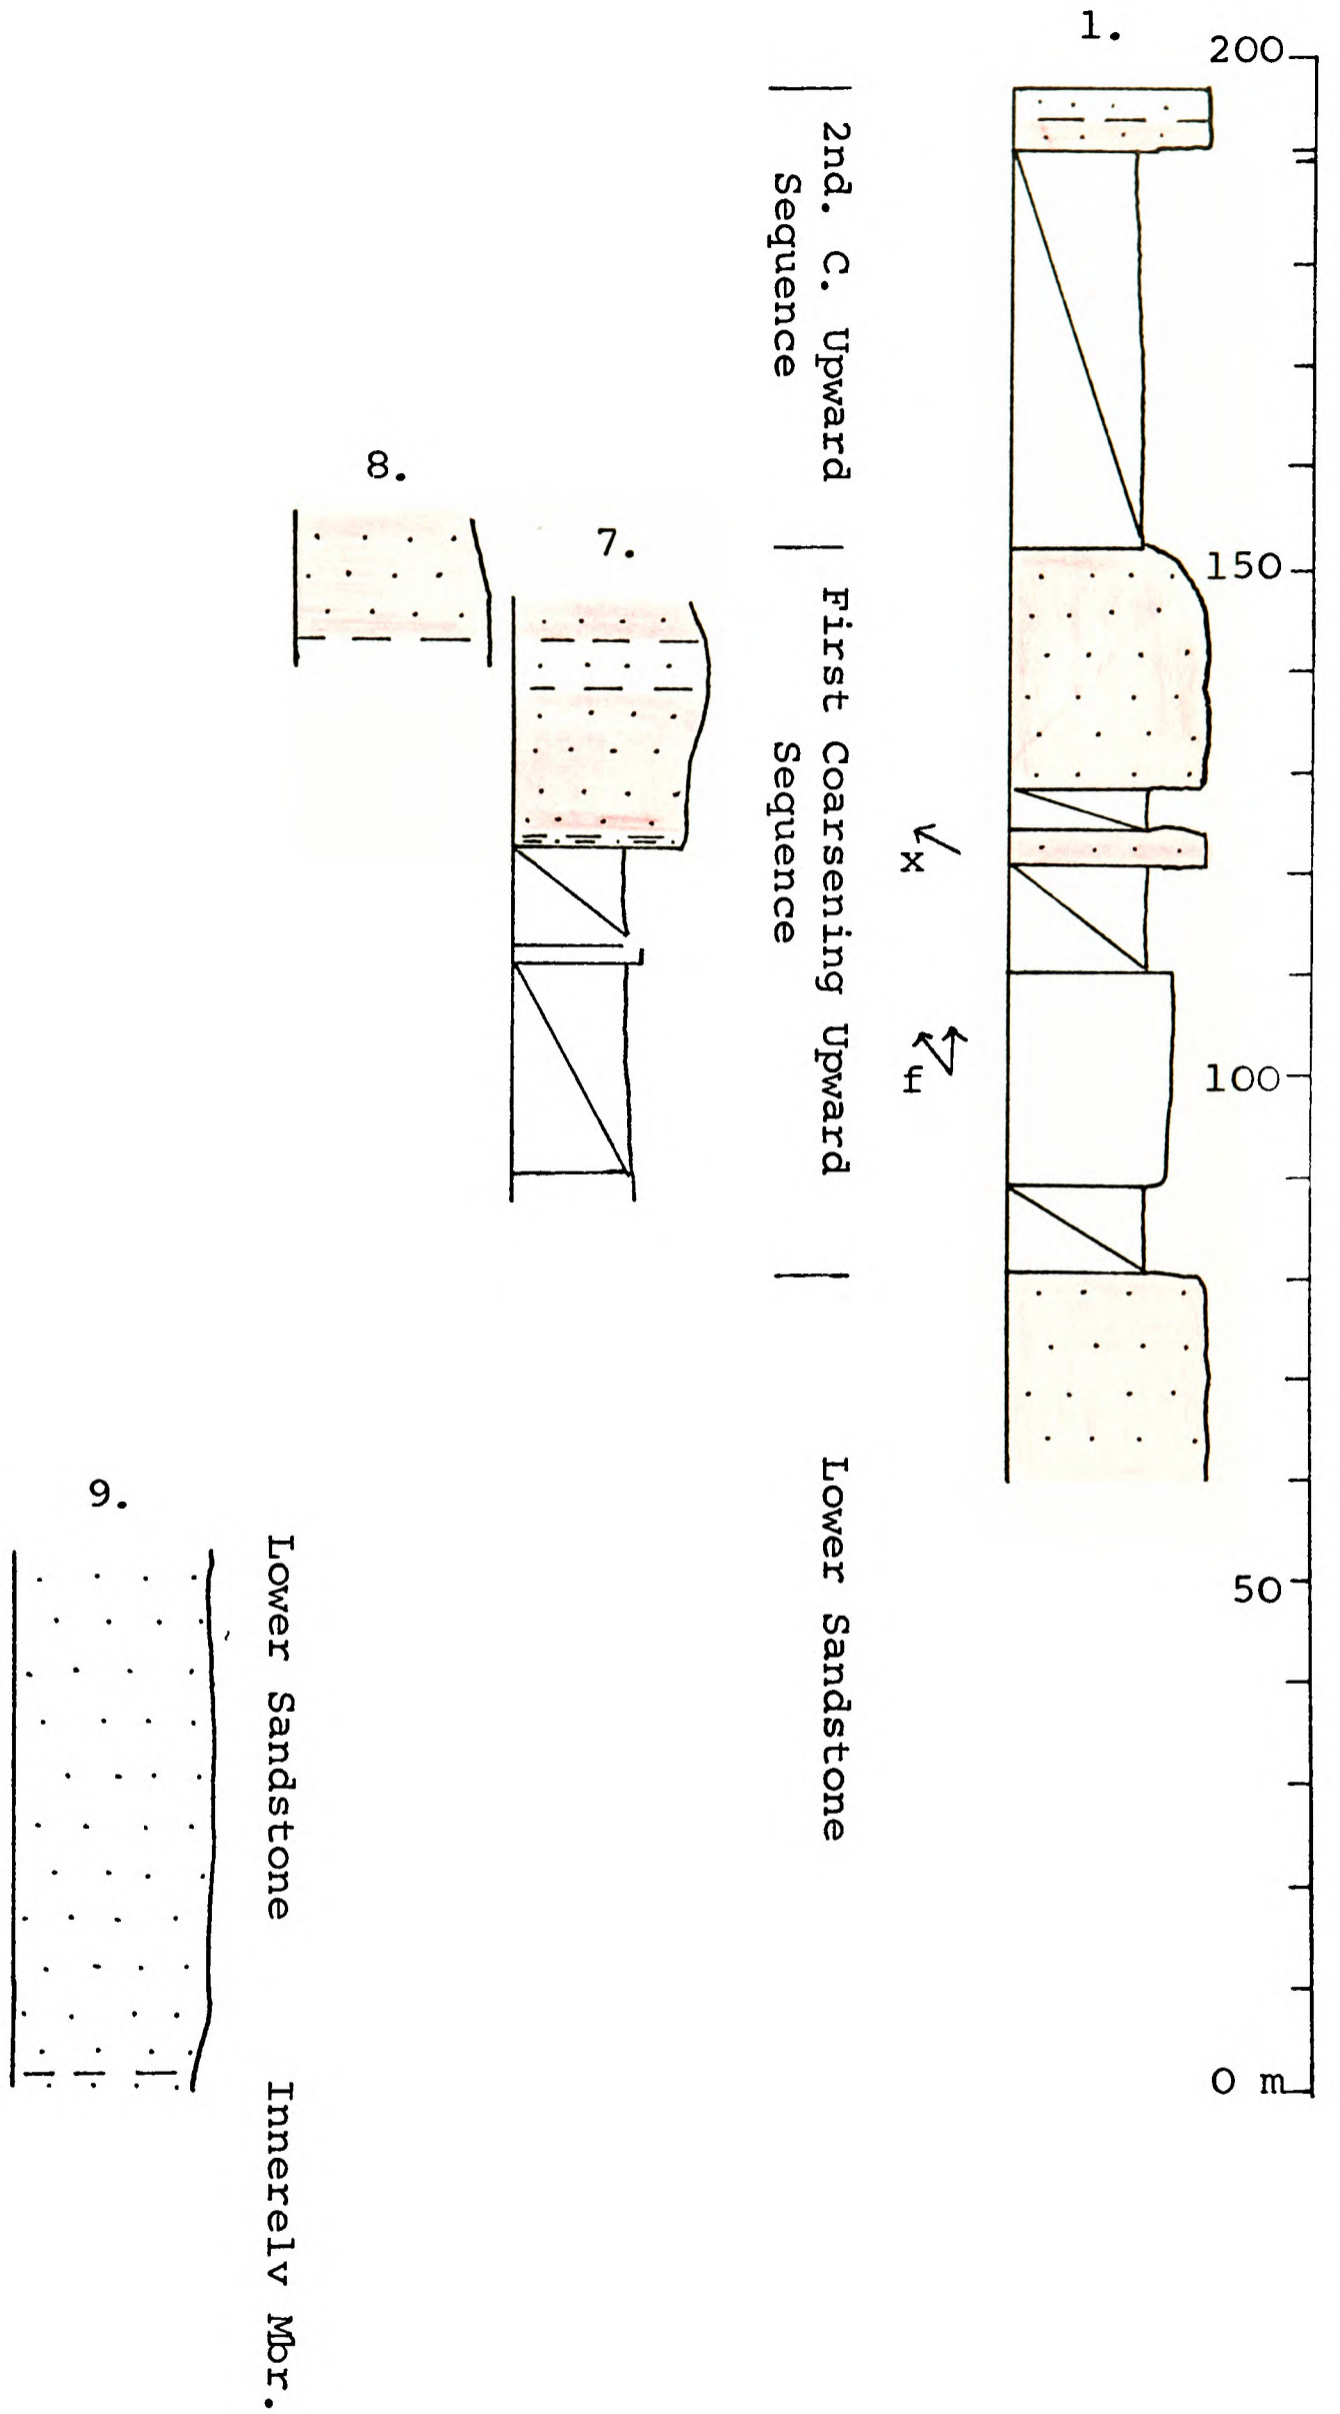 1.
200
150
100
50
0 m
2nd. C. Upward
Sequence
First Coarsening Upward
Sequence
Lower Sandstone
x
f
8.
7.
9.
Lower Sandstone
Innerelv Mbr.